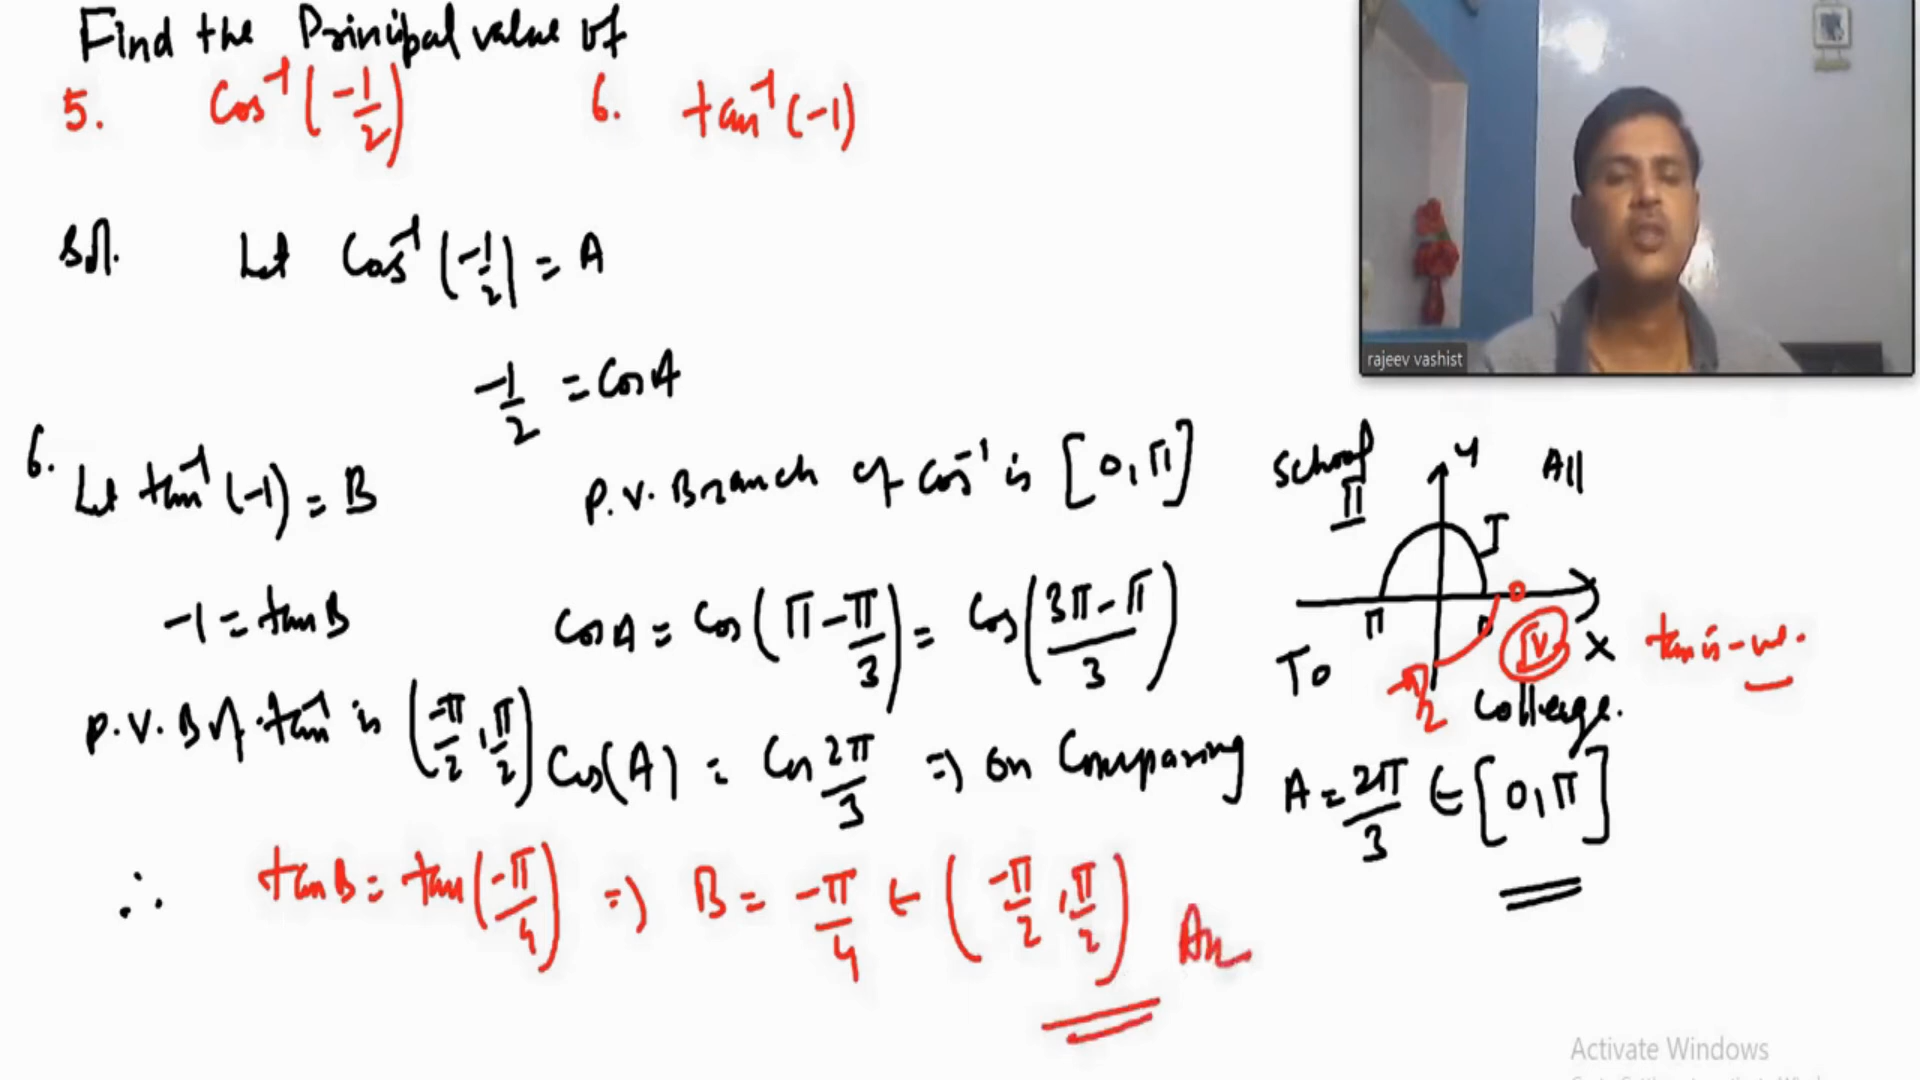 Find the Principal value of
5. Cos⁻¹(-1/2) 6. tan⁻¹(-1)
Sol. Let Cos⁻¹(-1/2) = A
-1/2 = Cos A
P.V. Branch of Cos⁻¹ is [0, π]
Cos A = Cos(π - π/3) = Cos((3π - π)/3)
Cos(A) = Cos 2π/3 ⇒ on Comparing
A = 2π/3 ∈ [0, π]
6. Let tan⁻¹(-1) = B
-1 = tan B
P.V. B of tan⁻¹ is (-π/2, π/2)
∴ tan B = tan(-π/4) ⇒ B = -π/4 ∈ (-π/2, π/2) Ans
School Y All
II I
π 0
To IV X tan is -ve.
-π/2 College.
rajeev vashist
Activate Windows